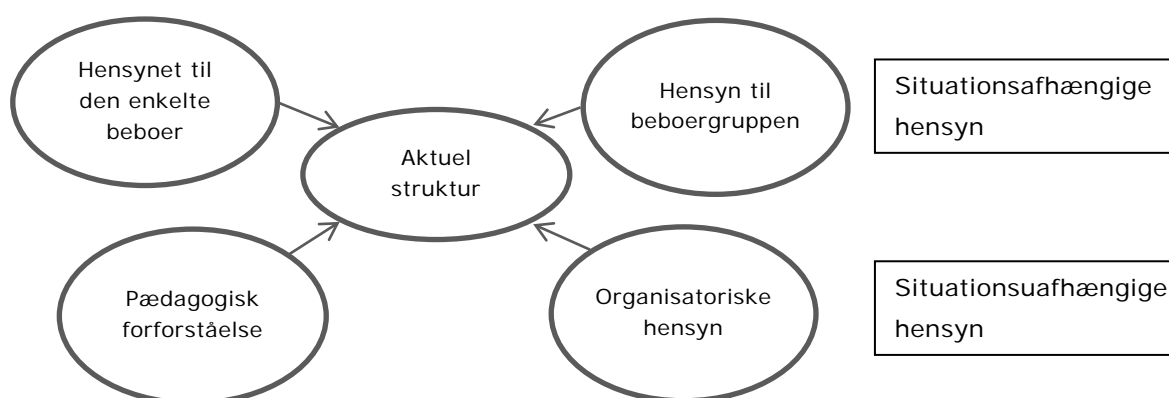 Hensynet til
den enkelte
beboer
Hensyn til
beboergruppen
Situationsafhængige
hensyn
Aktuel
struktur
Pædagogisk
forforståelse
Organisatoriske
hensyn
Situationsuafhængige
hensyn